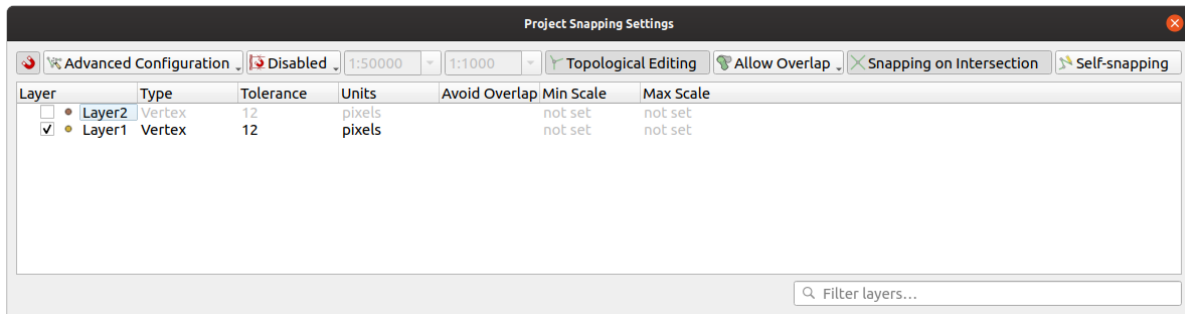 Project Snapping Settings
Advanced Configuration Disabled 1:50000 1:1000 Topological Editing Allow Overlap Snapping on Intersection Self-snapping
Layer Type Tolerance Units Avoid Overlap Min Scale Max Scale
Layer2 Vertex 12 pixels not set not set
Layer1 Vertex 12 pixels not set not set
Filter layers...